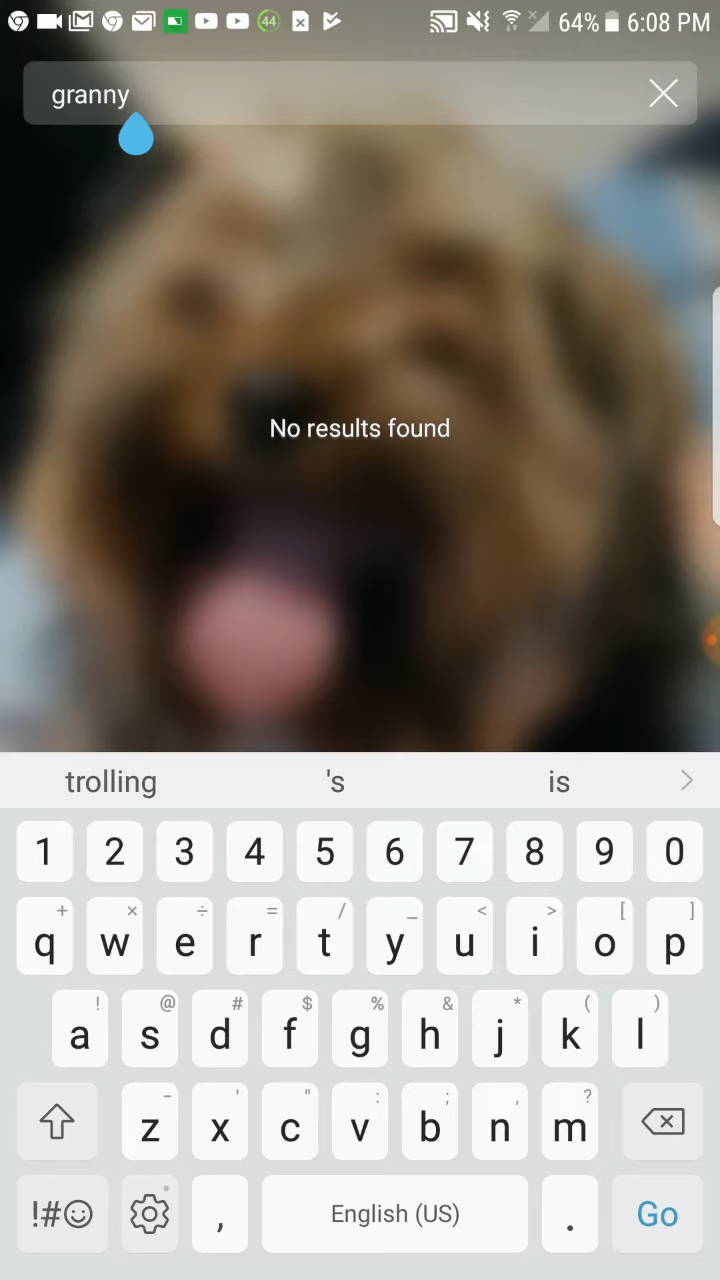 44 64% 6:08 PM
granny
No results found
trolling 's is
1 2 3 4 5 6 7 8 9 0
+ × ÷ = / _ < > [ ]
q w e r t y u i o p
! @ # $ % & * ( )
a s d f g h j k l
- ' " : ; , ?
z x c v b n m
!#☺ , English (US) . Go